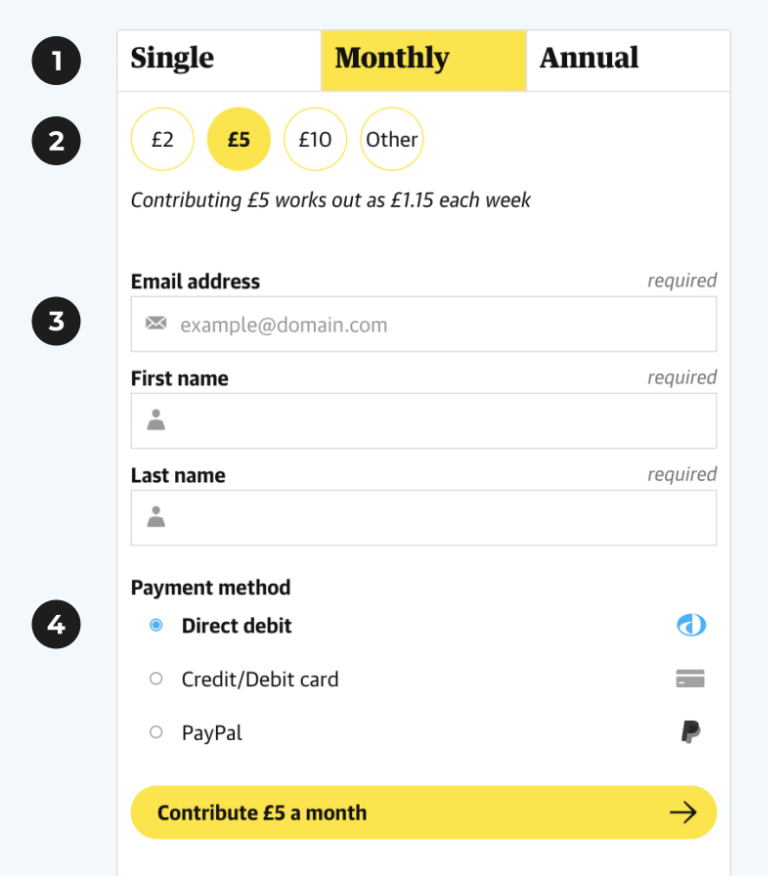 1
Single Monthly Annual
2
£2 £5 £10 Other
Contributing £5 works out as £1.15 each week
Email address required
3
example@domain.com
First name required
Last name required
Payment method
4
Direct debit
Credit/Debit card
PayPal
Contribute £5 a month